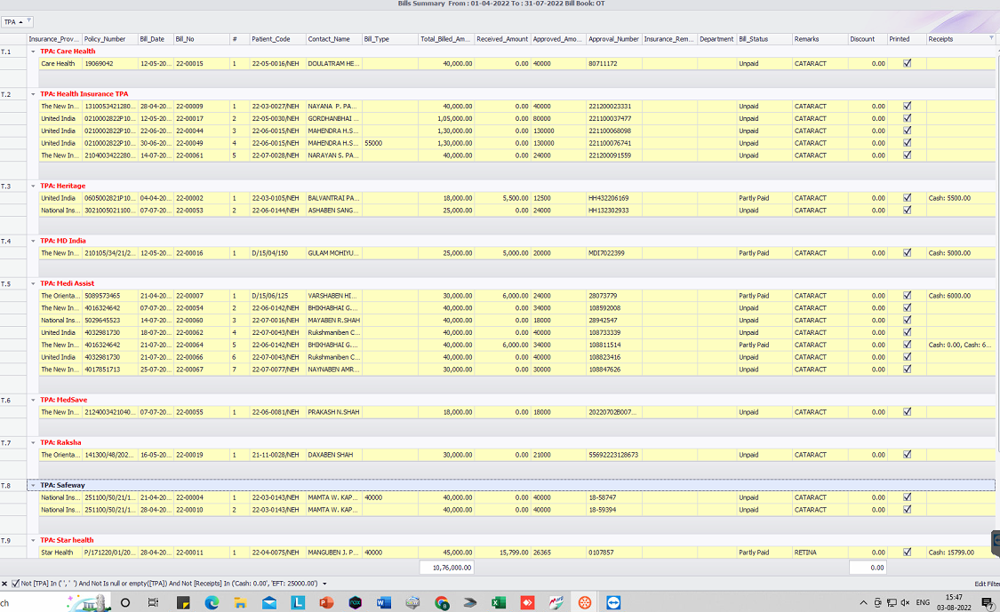 Bills Summary From : 01-04-2022 To : 31-07-2022 Bill Book: OT
TPA
Insurance_Prov... Policy_Number Bill_Date Bill_No # Patient_Code Contact_Name Bill_Type Total_Billed_Am... Received_Amount Approved_Amo... Approval_Number Insurance_Rem... Department Bill_Status Remarks Discount Printed Receipts
T.1 TPA: Care Health
Care Health 19069042 12-05-20... 22-00015 1 22-05-0016/NEH DOULATRAM HE... 40,000.00 0.00 40000 80711172 Unpaid CATARACT 0.00
T.2 TPA: Health Insurance TPA
The New In... 1310053421280... 28-04-20... 22-00009 1 22-03-0027/NEH NAYANA P. PA... 40,000.00 0.00 40000 221200023331 Unpaid CATARACT 0.00
United India 0210002822P10... 12-05-20... 22-00017 2 22-05-0030/NEH GORDHANBHAI ... 1,05,000.00 0.00 80000 221100037477 Unpaid CATARACT 0.00
United India 0210002822P10... 22-06-20... 22-00044 3 22-06-0015/NEH MAHENDRA H.S... 1,30,000.00 0.00 130000 221100068098 Unpaid CATARACT 0.00
United India 0210002822P10... 30-06-20... 22-00049 4 22-06-0015/NEH MAHENDRA H.S... 55000 1,30,000.00 0.00 130000 221100076741 Unpaid CATARACT 0.00
The New In... 2104003422280... 14-07-20... 22-00061 5 22-07-0028/NEH NARAYAN S. PA... 40,000.00 0.00 24000 221200091559 Unpaid CATARACT 0.00
T.3 TPA: Heritage
United India 0605002821P10... 04-04-20... 22-00002 1 22-03-0105/NEH BALVANTRAI PA... 18,000.00 5,500.00 12500 HH432206169 Partly Paid CATARACT 0.00 Cash: 5500.00
National Ins... 3021005021100... 07-07-20... 22-00053 2 22-06-0144/NEH ASHABEN SANG... 25,000.00 0.00 24000 HH132302933 Unpaid CATARACT 0.00
T.4 TPA: MD India
The New In... 210105/34/21/2... 12-05-20... 22-00016 1 D/15/04/150 GULAM MOHIYU... 25,000.00 5,000.00 20000 MDI7022399 Partly Paid CATARACT 0.00 Cash: 5000.00
T.5 TPA: Medi Assist
The Orienta... 5089573465 21-04-20... 22-00007 1 D/15/06/125 VARSHABEN HI... 30,000.00 6,000.00 24000 28073779 Partly Paid CATARACT 0.00 Cash: 6000.00
The New In... 4016324642 07-07-20... 22-00054 2 22-06-0142/NEH BHIKHABHAI G.... 40,000.00 0.00 34000 108592008 Unpaid CATARACT 0.00
National Ins... 5029645523 14-07-20... 22-00060 3 22-07-0016/NEH MAYABEN R.SHAH 40,000.00 0.00 18000 28942547 Unpaid CATARACT 0.00
United India 4032981730 18-07-20... 22-00062 4 22-07-0043/NEH Rukshmaniben C... 40,000.00 0.00 40000 108733339 Unpaid CATARACT 0.00
The New In... 4016324642 21-07-20... 22-00064 5 22-06-0142/NEH BHIKHABHAI G.... 40,000.00 6,000.00 34000 108811514 Partly Paid CATARACT 0.00 Cash: 0.00, Cash: 6...
United India 4032981730 21-07-20... 22-00066 6 22-07-0043/NEH Rukshmaniben C... 40,000.00 0.00 40000 108823416 Unpaid CATARACT 0.00
The New In... 4017851713 25-07-20... 22-00067 7 22-07-0077/NEH NAYNABEN AMR... 30,000.00 0.00 30000 108847626 Unpaid CATARACT 0.00
T.6 TPA: MedSave
The New In... 2124003421040... 07-07-20... 22-00055 1 22-06-0081/NEH PRAKASH N.SHAH 18,000.00 0.00 18000 20220702B007... Unpaid CATARACT 0.00
T.7 TPA: Raksha
The Orienta... 141300/48/202... 16-05-20... 22-00019 1 21-11-0028/NEH DAXABEN SHAH 30,000.00 0.00 21000 55692223128673 Unpaid CATARACT 0.00
T.8 TPA: Safeway
National Ins... 251100/50/21/1... 21-04-20... 22-00004 1 22-03-0143/NEH MAMTA W. KAP... 40000 40,000.00 0.00 40000 18-58747 Unpaid CATARACT 0.00
National Ins... 251100/50/21/1... 28-04-20... 22-00010 2 22-03-0143/NEH MAMTA W. KAP... 40,000.00 0.00 40000 18-59394 Unpaid CATARACT 0.00
T.9 TPA: Star health
Star Health P/171220/01/20... 28-04-20... 22-00011 1 22-04-0075/NEH MANGUBEN J. P... 40000 45,000.00 15,799.00 26365 0107857 Partly Paid RETINA 0.00 Cash: 15799.00
10,76,000.00 0.00
Not [TPA] In (' ', ' ') And Not Is null or empty([TPA]) And Not [Receipts] In ('Cash: 0.00', 'EFT: 25000.00') Edit Filte
ch L W X ENG 15:47
03-08-2022 7